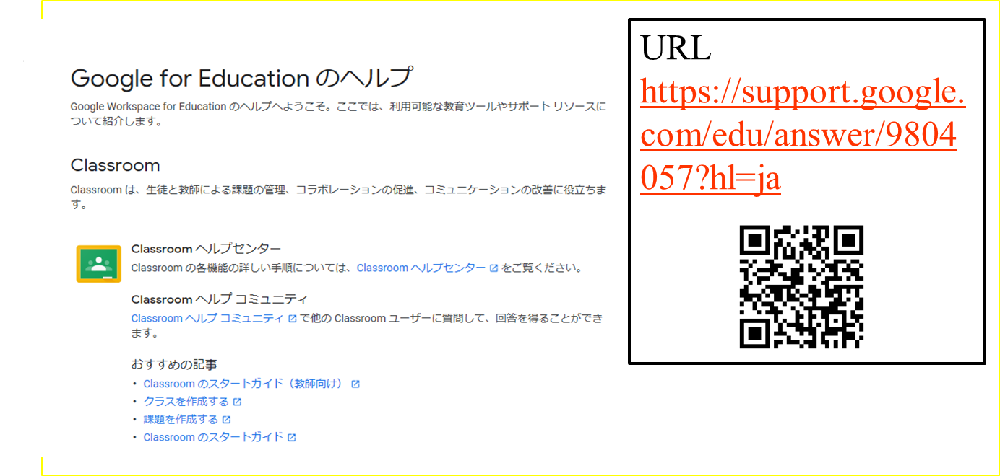 Google for Education のヘルプ
Google Workspace for Education のヘルプへようこそ。ここでは、利用可能な教育ツールやサポート リソースに
ついて紹介します。
Classroom
Classroom は、生徒と教師による課題の管理、コラボレーションの促進、コミュニケーションの改善に役立ちま
す。
Classroom ヘルプセンター
Classroom の各機能の詳しい手順については、Classroom ヘルプセンター をご覧ください。
Classroom ヘルプ コミュニティ
Classroom ヘルプ コミュニティ で他の Classroom ユーザーに質問して、回答を得ることができ
ます。
おすすめの記事
・ Classroom のスタートガイド（教師向け）
・ クラスを作成する
・ 課題を作成する
・ Classroom のスタートガイド
URL
https://support.google.
com/edu/answer/9804
057?hl=ja